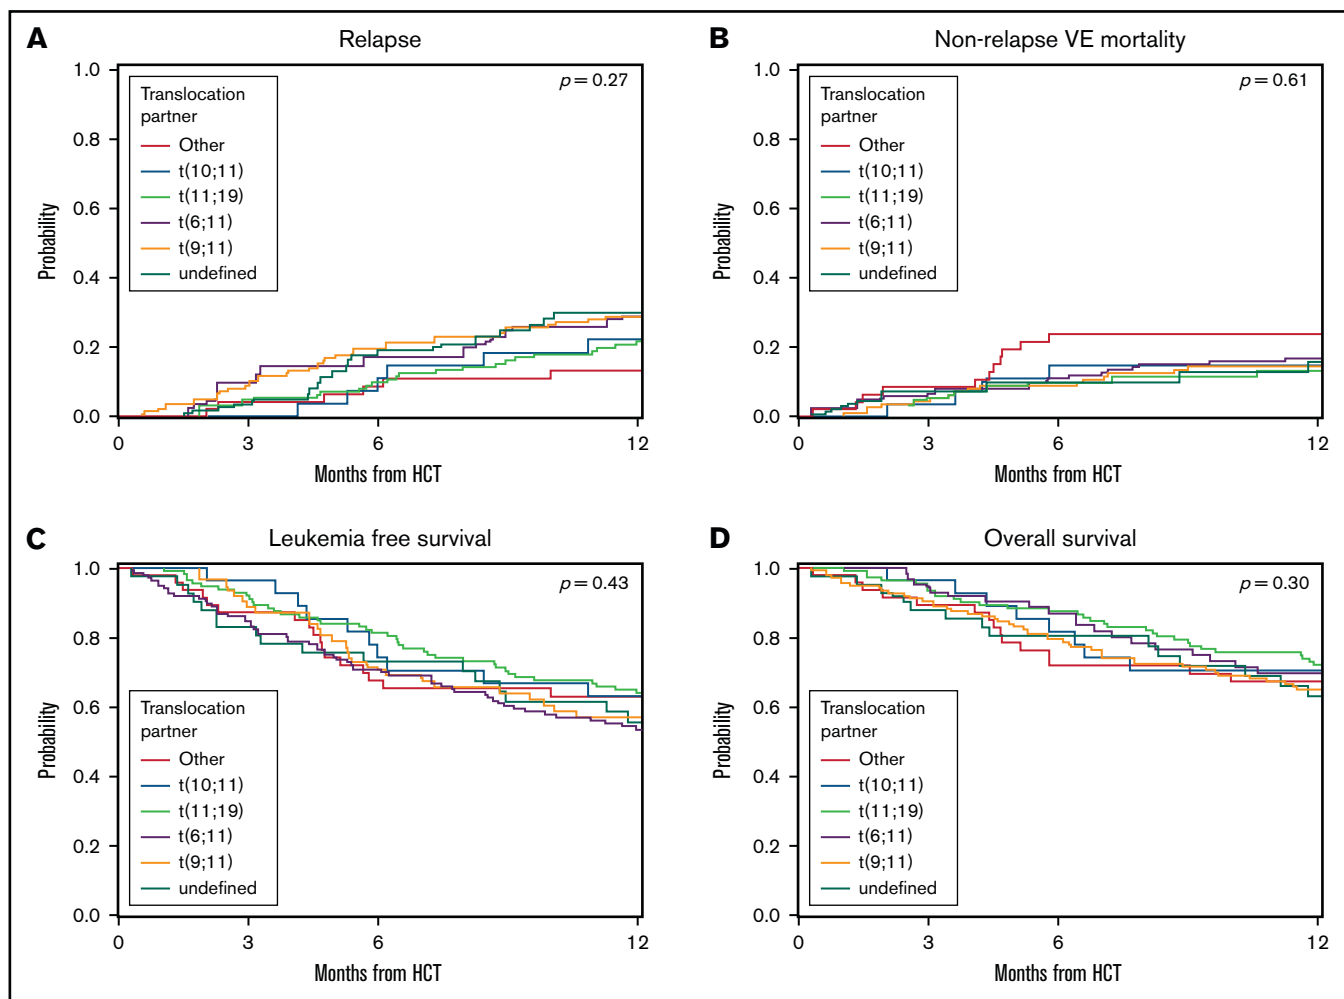 A
Relapse
p = 0.27
Translocation
partner
Other
t(10;11)
t(11;19)
t(6;11)
t(9;11)
undefined
Probability
1.0
0.8
0.6
0.4
0.2
0.0
0 3 6 12
Months from HCT
B
Non-relapse VE mortality
p = 0.61
Translocation
partner
Other
t(10;11)
t(11;19)
t(6;11)
t(9;11)
undefined
Probability
1.0
0.8
0.6
0.4
0.2
0.0
0 3 6 12
Months from HCT
C
Leukemia free survival
p = 0.43
Translocation
partner
Other
t(10;11)
t(11;19)
t(6;11)
t(9;11)
undefined
Probability
1.0
0.8
0.6
0.4
0.2
0.0
0 3 6 12
Months from HCT
D
Overall survival
p = 0.30
Translocation
partner
Other
t(10;11)
t(11;19)
t(6;11)
t(9;11)
undefined
Probability
1.0
0.8
0.6
0.4
0.2
0.0
0 3 6 12
Months from HCT